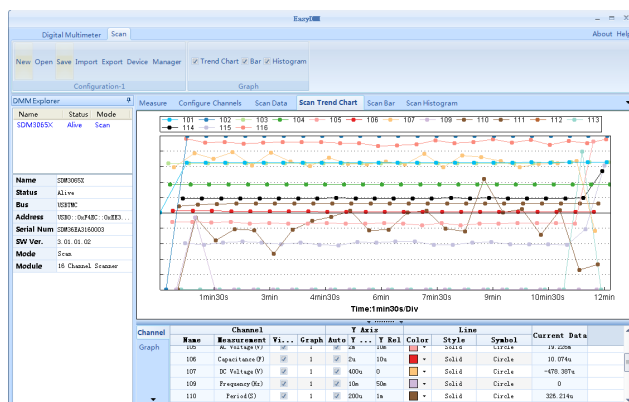 EasyDMM
Digital Multimeter Scan
About Help
New Open Save Import Export Device Manager
Trend Chart Bar Histogram
Configuration-1
Graph
DMM Explorer
Measure Configure Channels Scan Data Scan Trend Chart Scan Bar Scan Histogram
Name Status Mode
SDM3065X Alive Scan
101 102 103 104 105 106 107 109 110 111 112 113
114 115 116
Name SDM3065X
Status Alive
Bus USBTMC
Address USB0::0xF4EC::0xEE3...
Serial Num SDM36EA3160003
SW Ver. 3.01.01.02
Mode Scan
Module 16 Channel Scanner
1min30s 3min 4min30s 6min 7min30s 9min 10min30s 12min
Time:1min30s/Div
Channel
Graph
Channel Y Axis Line Current Data
Name Measurement Vi... Graph Auto Y ... Y Rel Color Style Symbol
105 AC Voltage(V) 1 2m 10m Solid Circle 19.226m
106 Capacitance(F) 1 2u 10u Solid Circle 10.074u
107 DC Voltage(V) 1 400u 0 Solid Circle -478.387u
109 Frequency(Hz) 1 10m 50m Solid Circle 0
110 Period(S) 1 200u 1m Solid Circle 326.214m